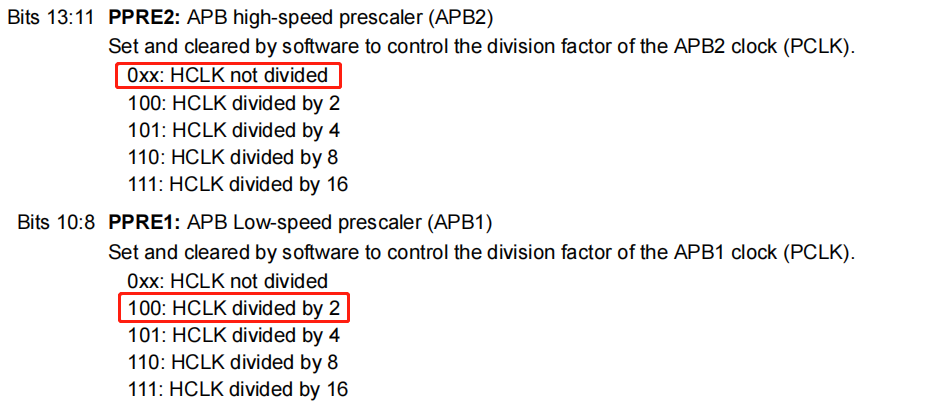 Bits 13:11 PPRE2: APB high-speed prescaler (APB2)
Set and cleared by software to control the division factor of the APB2 clock (PCLK).
0xx: HCLK not divided
100: HCLK divided by 2
101: HCLK divided by 4
110: HCLK divided by 8
111: HCLK divided by 16
Bits 10:8 PPRE1: APB Low-speed prescaler (APB1)
Set and cleared by software to control the division factor of the APB1 clock (PCLK).
0xx: HCLK not divided
100: HCLK divided by 2
101: HCLK divided by 4
110: HCLK divided by 8
111: HCLK divided by 16